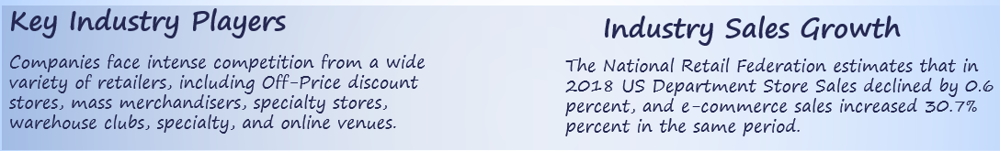 Key Industry Players
Companies face intense competition from a wide
variety of retailers, including Off-Price discount
stores, mass merchandisers, specialty stores,
warehouse clubs, specialty, and online venues.
Industry Sales Growth
The National Retail Federation estimates that in
2018 US Department Store Sales declined by 0.6
percent, and e-commerce sales increased 30.7%
percent in the same period.